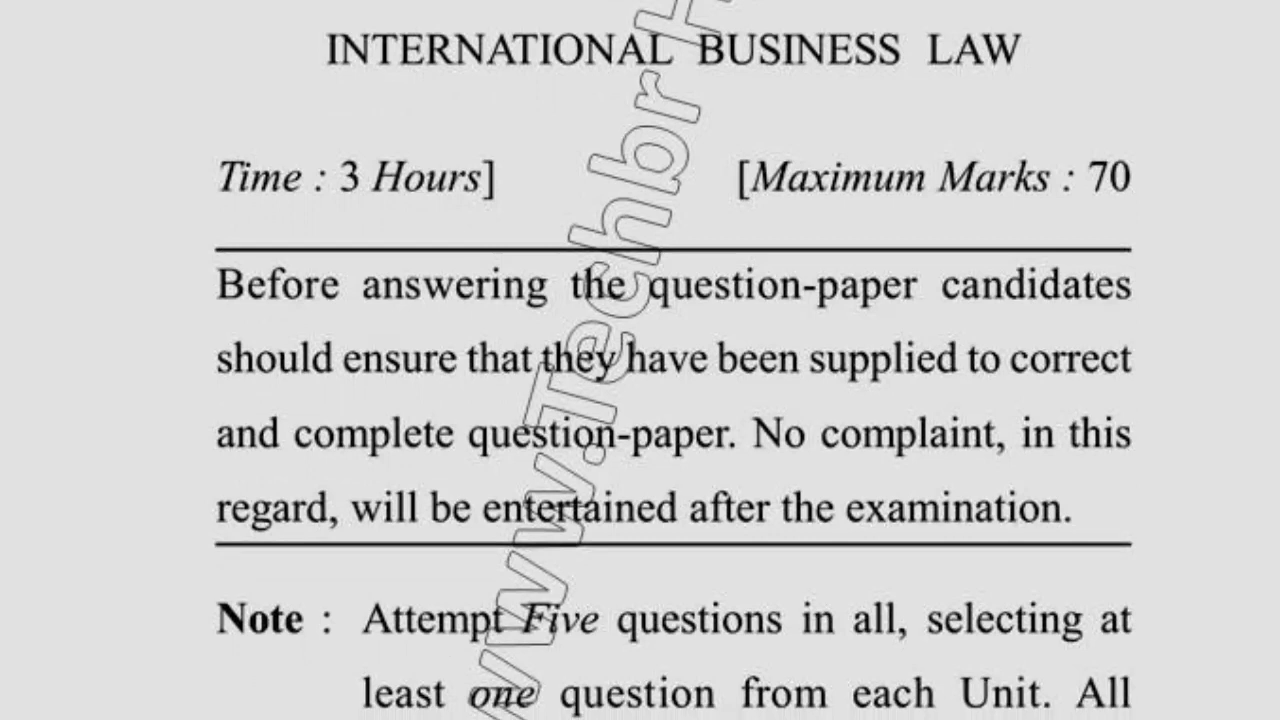 INTERNATIONAL BUSINESS LAW
Time : 3 Hours] [Maximum Marks : 70
Before answering the question-paper candidates
should ensure that they have been supplied to correct
and complete question-paper. No complaint, in this
regard, will be entertained after the examination.
Note : Attempt Five questions in all, selecting at
least one question from each Unit. All
www.Techbr